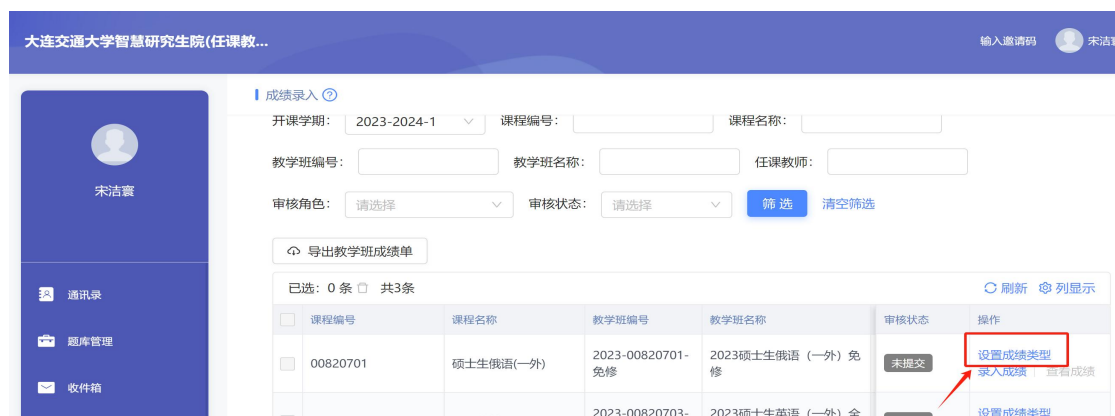 大连交通大学智慧研究生院(任课教...
输入邀请码
宋洁寰
成绩录入
开课学期： 2023-2024-1 课程编号： 课程名称：
教学班编号： 教学班名称： 任课教师：
宋洁寰
审核角色： 请选择 审核状态： 请选择 筛 选 清空筛选
导出教学班成绩单
已选：0 条 共3条 刷新 列显示
通讯录
课程编号 课程名称 教学班编号 教学班名称 审核状态 操作
题库管理
00820701 硕士生俄语(一外) 2023-00820701-免修 2023硕士生俄语（一外）免修 未提交 设置成绩类型
录入成绩 查看成绩
收件箱
2023-00820703- 2023硕士生英语（一外）免 设置成绩类型